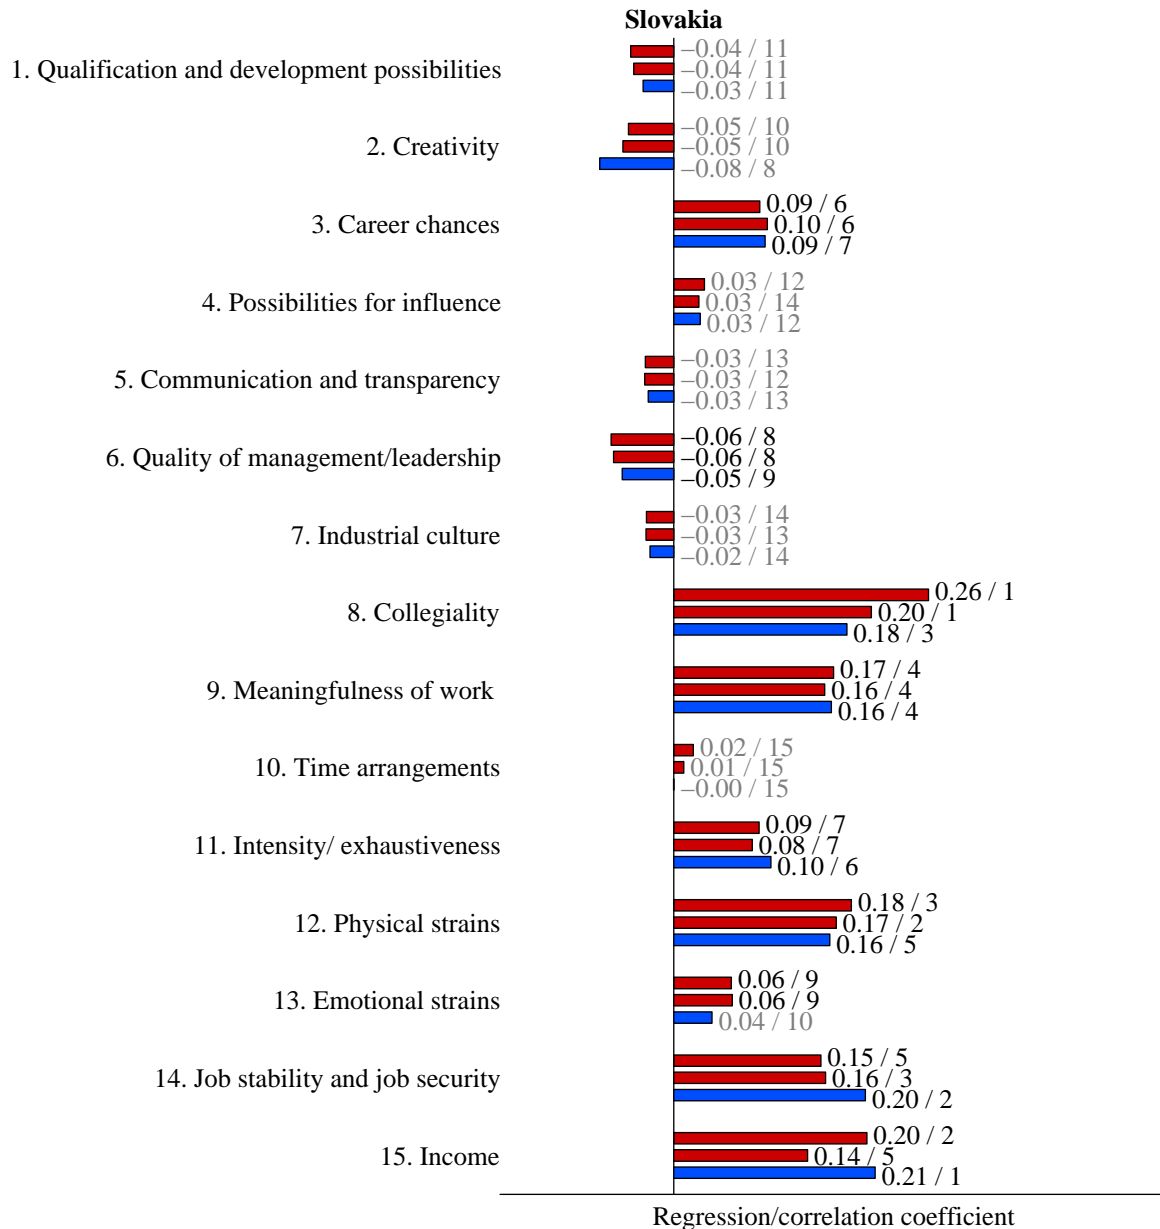 Slovakia
1. Qualification and development possibilities
–0.04 / 11
–0.04 / 11
–0.03 / 11
2. Creativity
–0.05 / 10
–0.05 / 10
–0.08 / 8
3. Career chances
0.09 / 6
0.10 / 6
0.09 / 7
4. Possibilities for influence
0.03 / 12
0.03 / 14
0.03 / 12
5. Communication and transparency
–0.03 / 13
–0.03 / 12
–0.03 / 13
6. Quality of management/leadership
–0.06 / 8
–0.06 / 8
–0.05 / 9
7. Industrial culture
–0.03 / 14
–0.03 / 13
–0.02 / 14
8. Collegiality
0.26 / 1
0.20 / 1
0.18 / 3
9. Meaningfulness of work
0.17 / 4
0.16 / 4
0.16 / 4
10. Time arrangements
0.02 / 15
0.01 / 15
–0.00 / 15
11. Intensity/ exhaustiveness
0.09 / 7
0.08 / 7
0.10 / 6
12. Physical strains
0.18 / 3
0.17 / 2
0.16 / 5
13. Emotional strains
0.06 / 9
0.06 / 9
0.04 / 10
14. Job stability and job security
0.15 / 5
0.16 / 3
0.20 / 2
15. Income
0.20 / 2
0.14 / 5
0.21 / 1
Regression/correlation coefficient